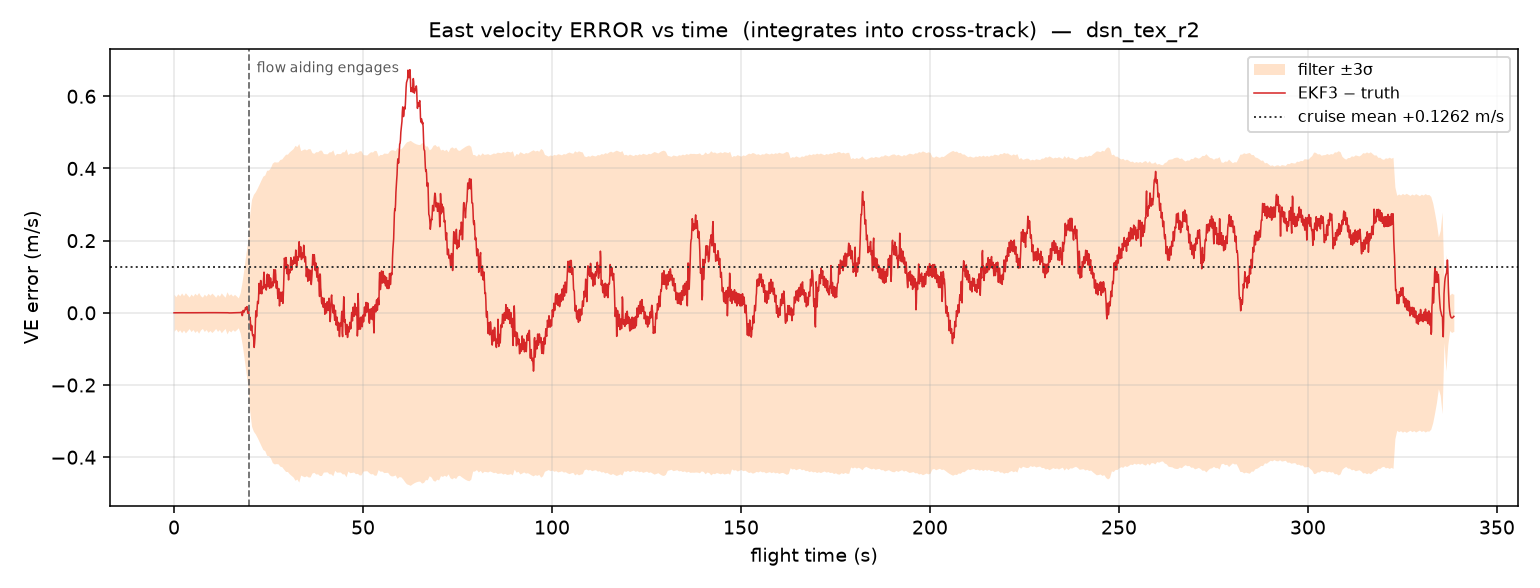 East velocity ERROR vs time  (integrates into cross-track)  —  dsn_tex_r2
flow aiding engages
filter ±3σ
EKF3 − truth
cruise mean +0.1262 m/s
VE error (m/s)
0.6
0.4
0.2
0.0
−0.2
−0.4
0 50 100 150 200 250 300 350
flight time (s)